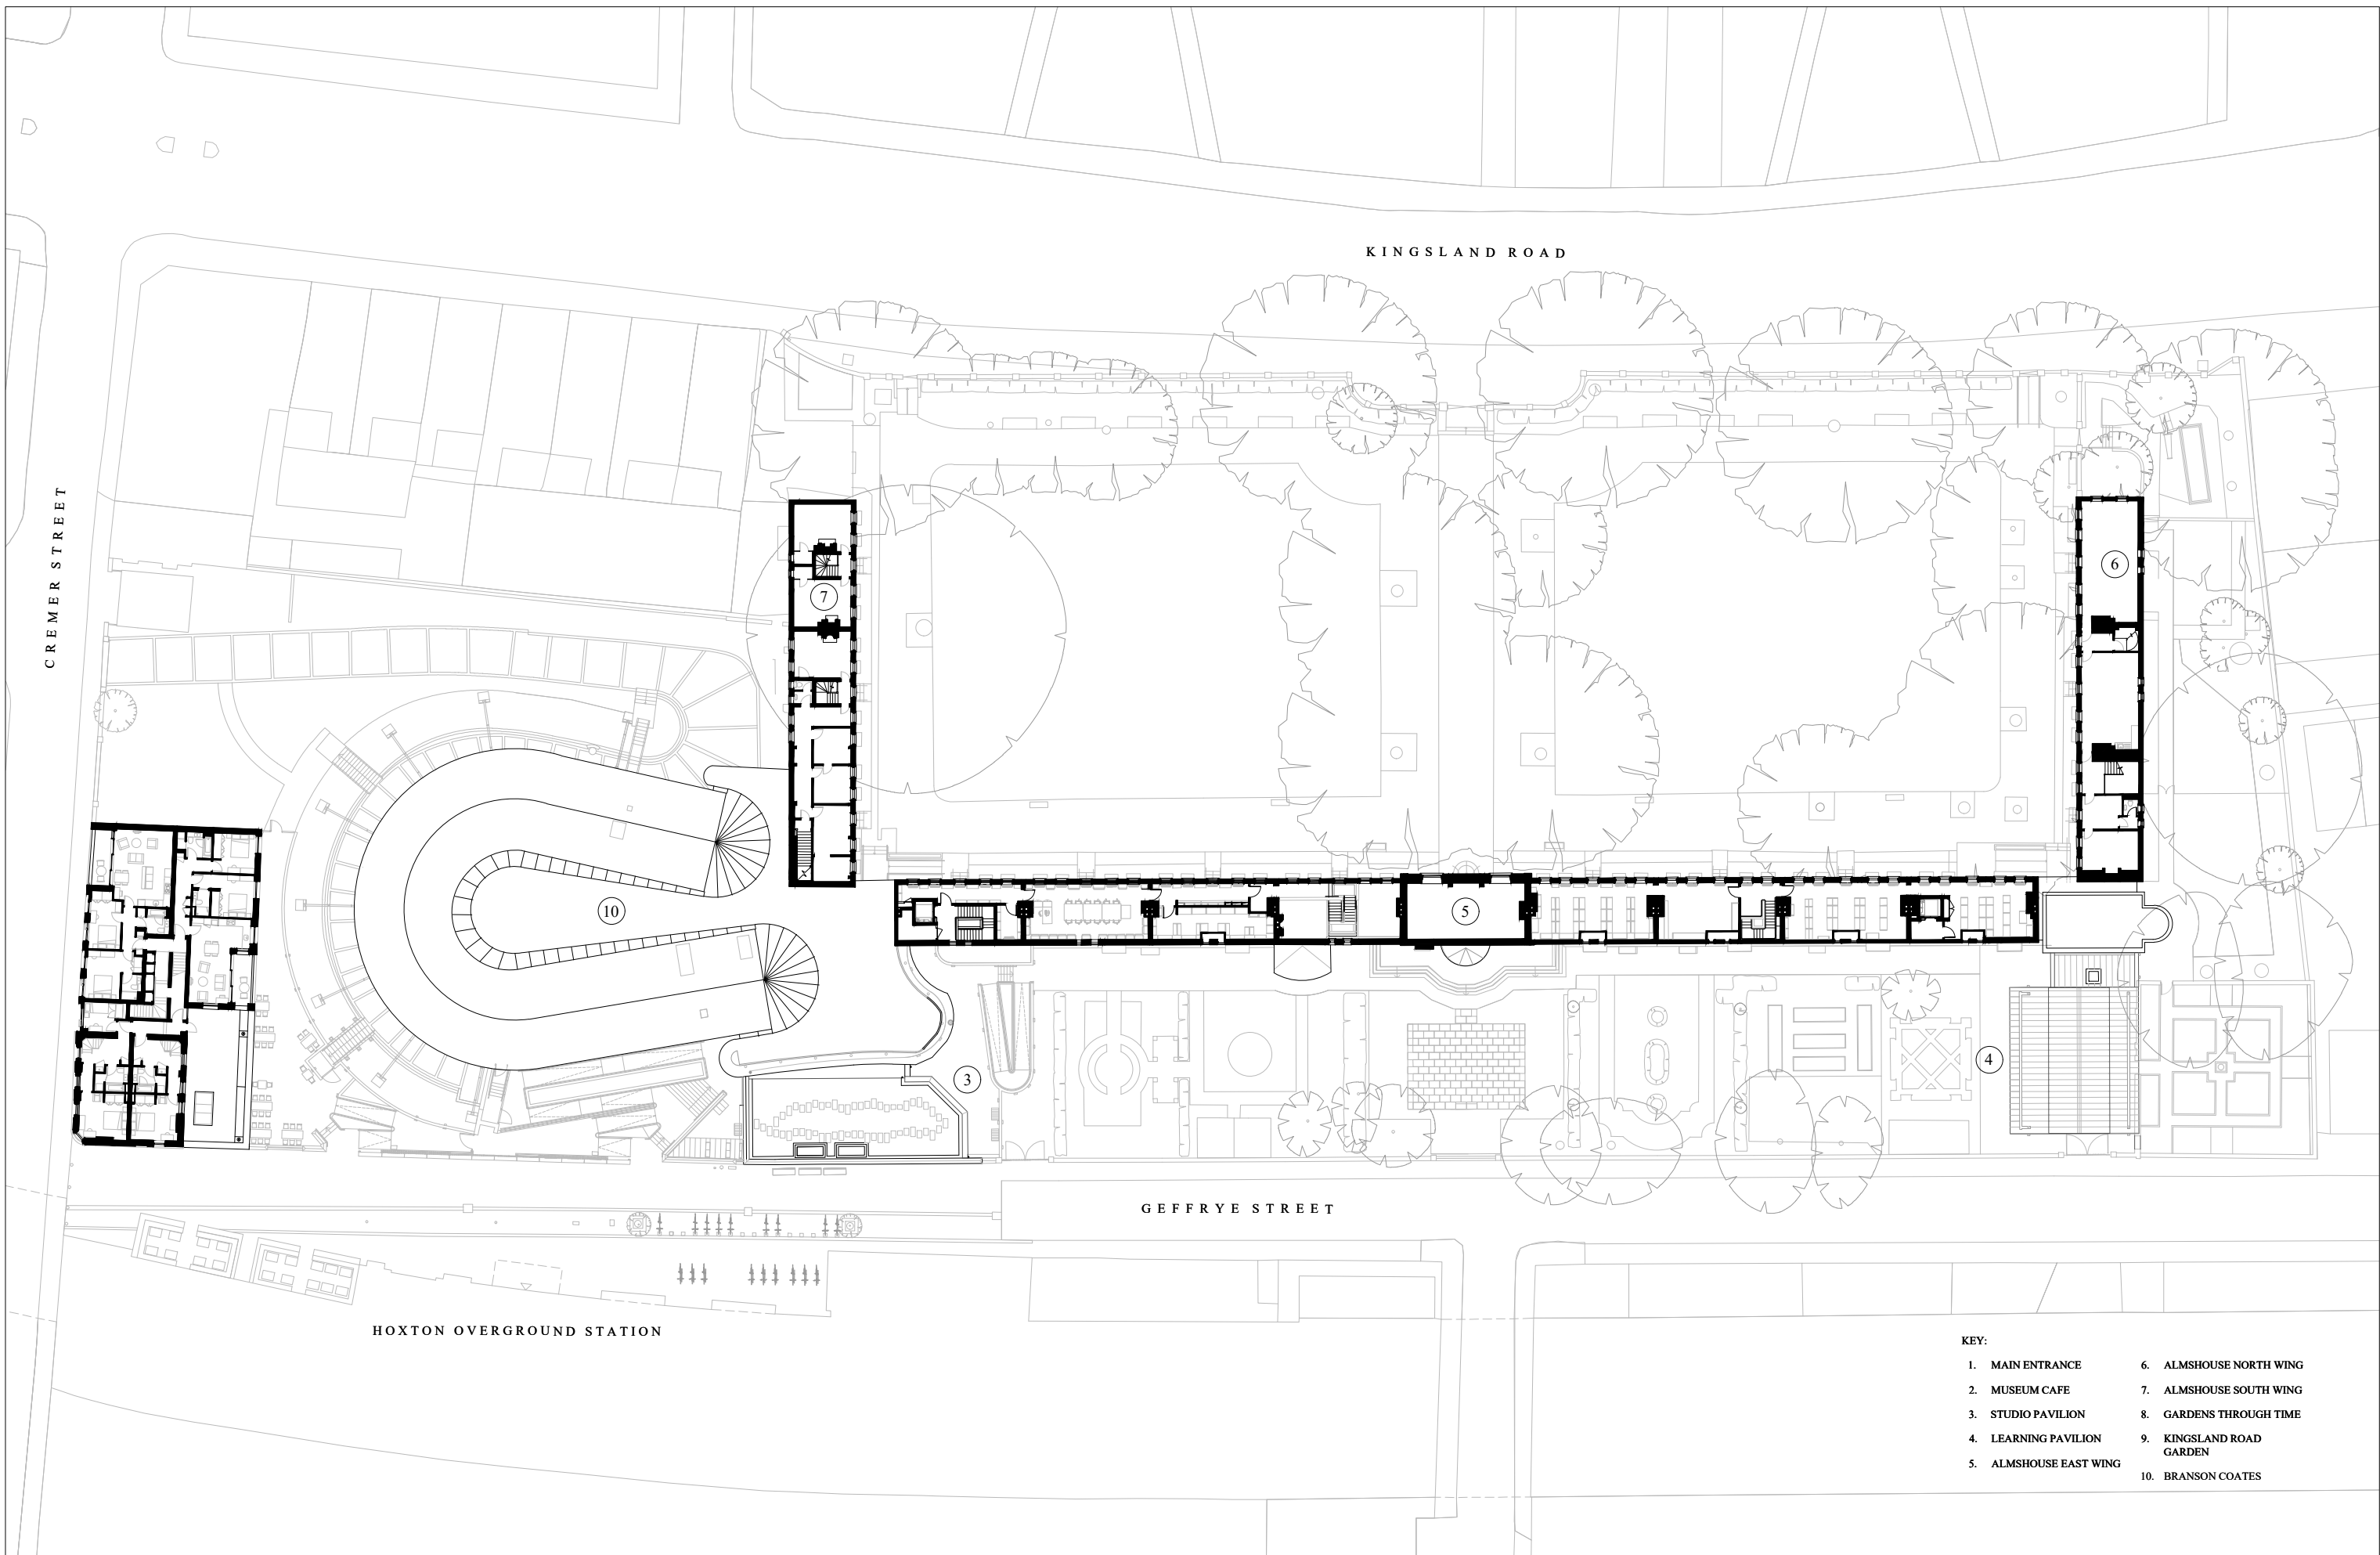 KINGSLAND ROAD
CREMER STREET
7
6
10
5
3
4
GEFFRYE STREET
HOXTON OVERGROUND STATION
KEY:
1. MAIN ENTRANCE
2. MUSEUM CAFE
3. STUDIO PAVILION
4. LEARNING PAVILION
5. ALMSHOUSE EAST WING
6. ALMSHOUSE NORTH WING
7. ALMSHOUSE SOUTH WING
8. GARDENS THROUGH TIME
9. KINGSLAND ROAD
GARDEN
10. BRANSON COATES